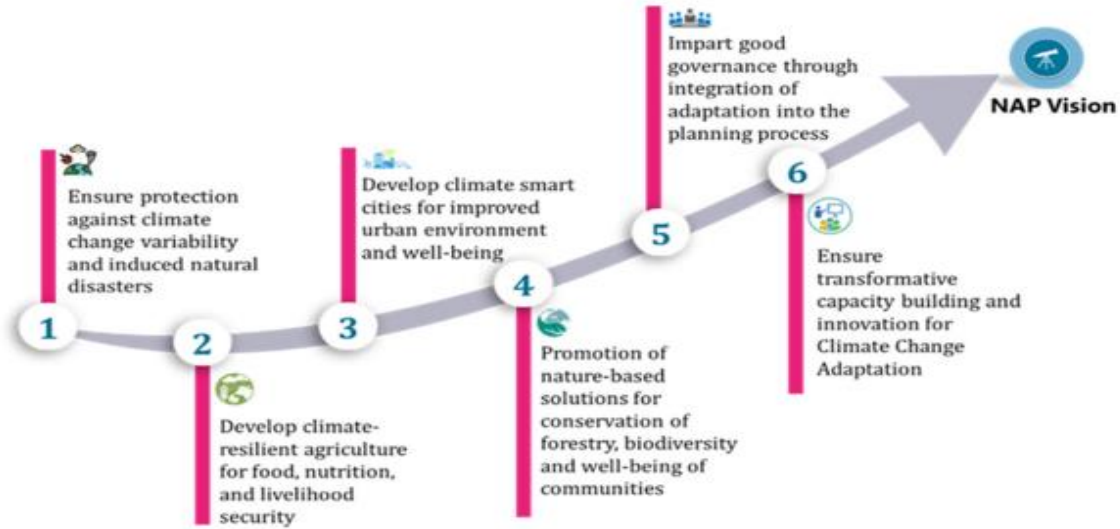 1
Ensure protection
against climate
change variability
and induced natural
disasters
2
Develop climate-
resilient agriculture
for food, nutrition,
and livelihood
security
3
Develop climate smart
cities for improved
urban environment
and well-being
4
Promotion of
nature-based
solutions for
conservation of
forestry, biodiversity
and well-being of
communities
5
Impart good
governance through
integration of
adaptation into the
planning process
6
Ensure
transformative
capacity building and
innovation for
Climate Change
Adaptation
NAP Vision